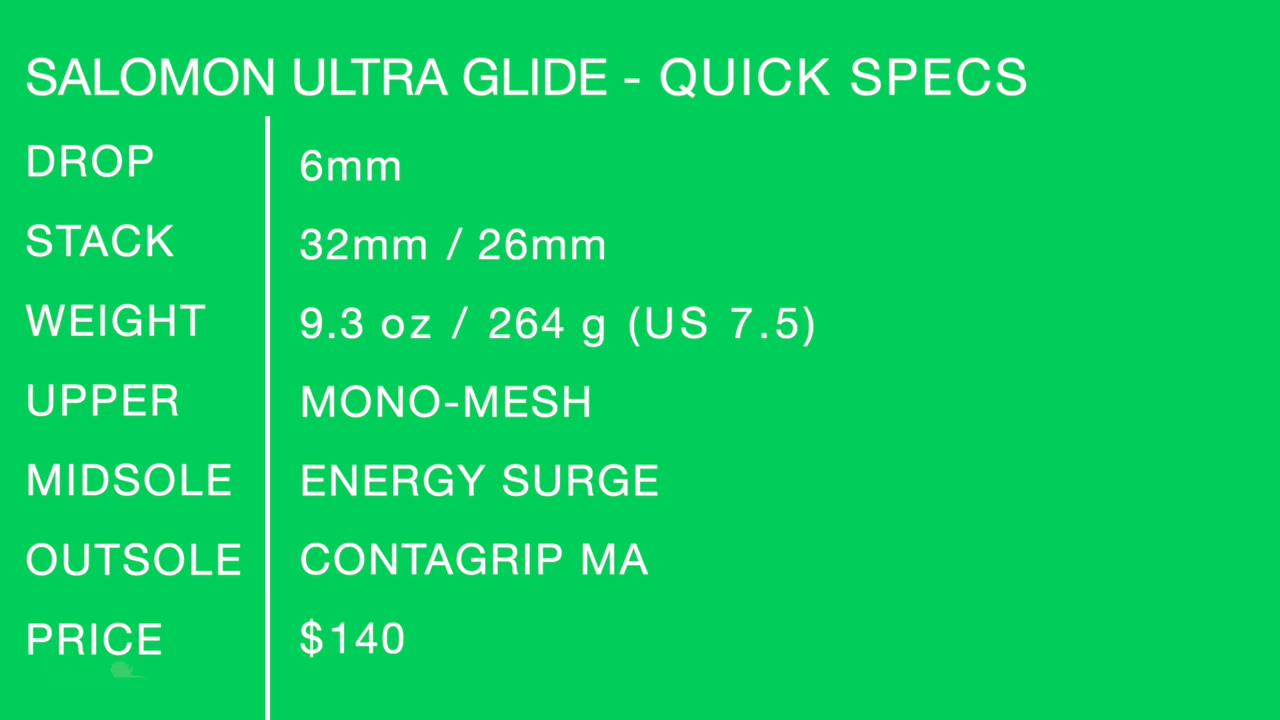 SALOMON ULTRA GLIDE - QUICK SPECS
DROP 6mm
STACK 32mm / 26mm
WEIGHT 9.3 oz / 264 g (US 7.5)
UPPER MONO-MESH
MIDSOLE ENERGY SURGE
OUTSOLE CONTAGRIP MA
PRICE $140